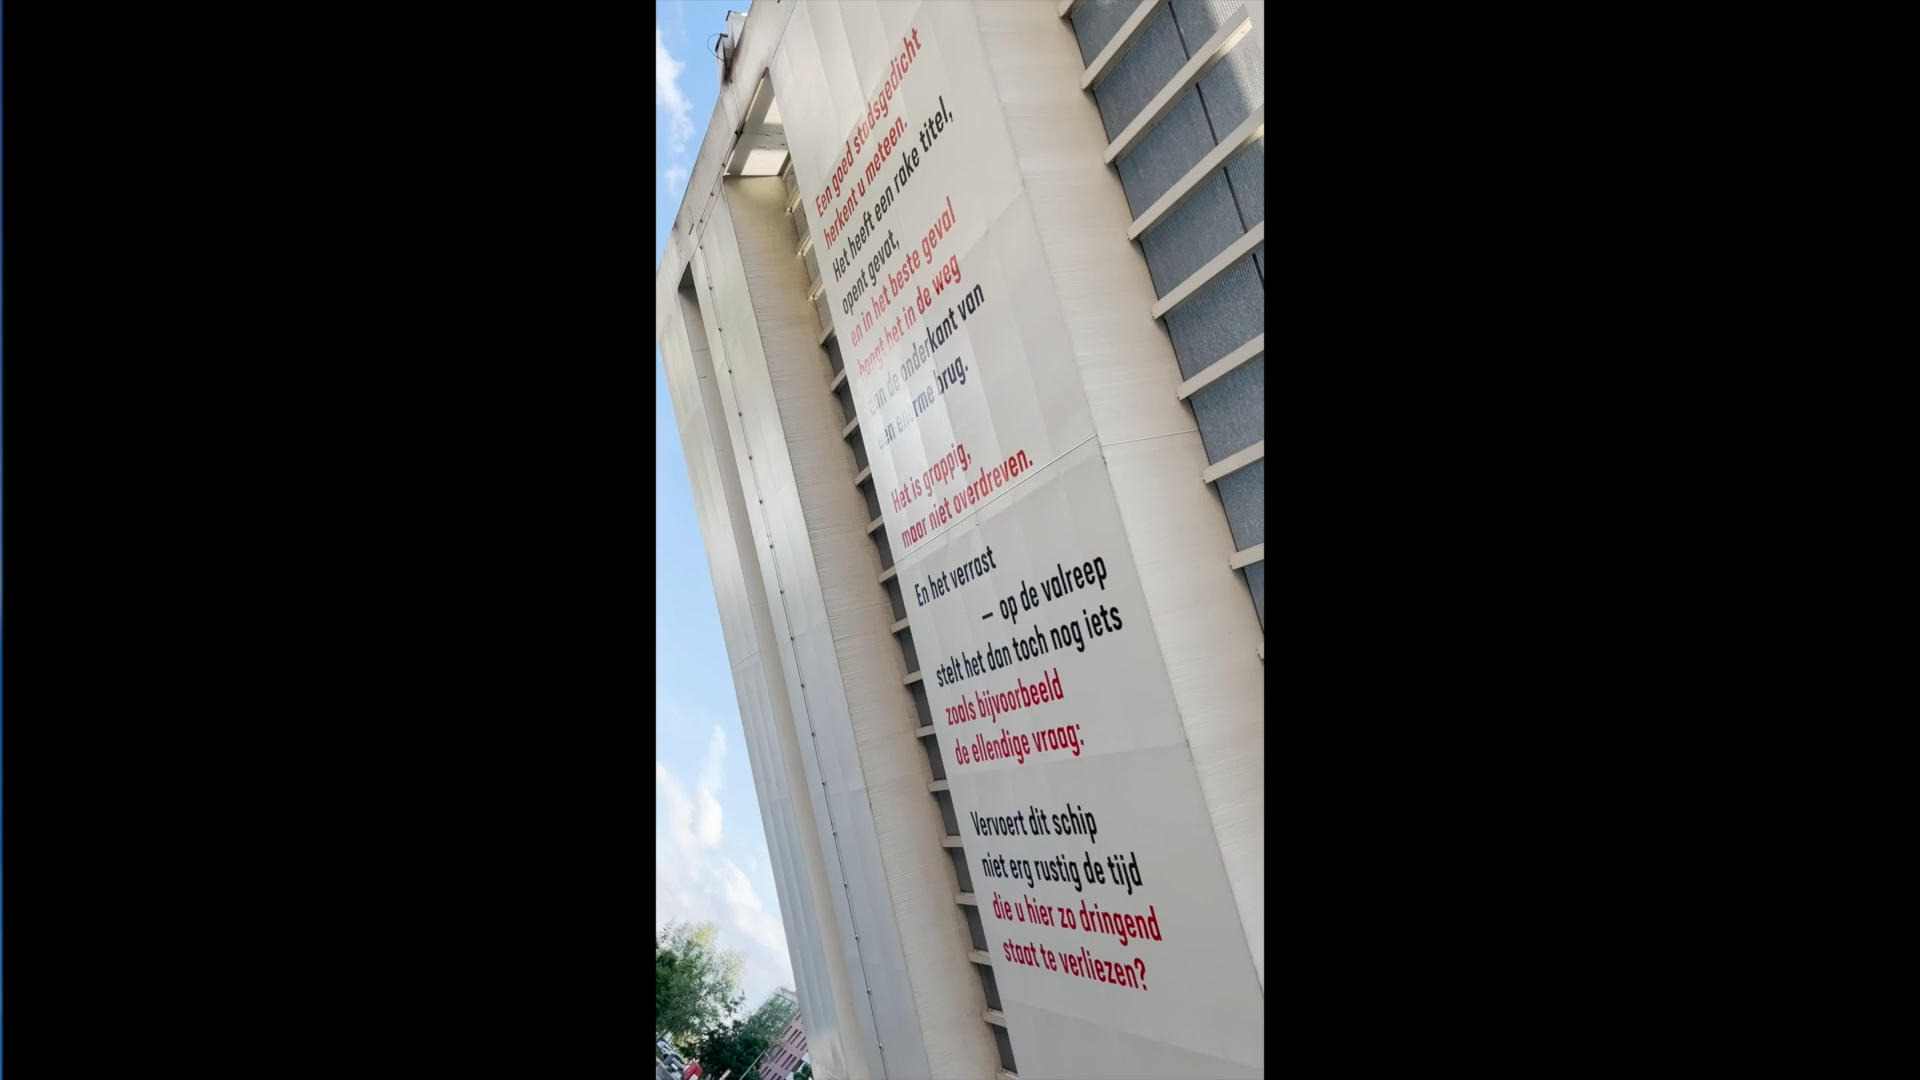 Een goed stadsgedicht
herkent u meteen.
Het heeft een rake titel,
opent gevat,
en in het beste geval
hangt het in de weg
aan de onderkant van
een enorme brug.
Het is grappig,
maar niet overdreven.
En het verrast
– op de valreep
stelt het dan toch nog iets
zoals bijvoorbeeld
de ellendige vraag:
Vervoert dit schip
niet erg rustig de tijd
die u hier zo dringend
staat te verliezen?